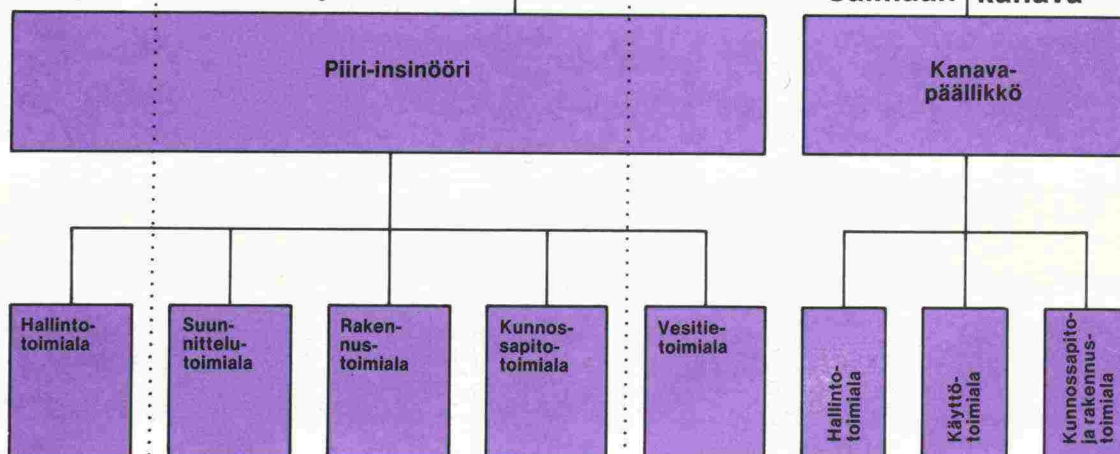 kanava
Piiri-insinööri
Kanava-
päällikkö
Hallinto-
toimiala
Suun-
nittelu-
toimiala
Raken-
nus-
toimiala
Kunnos-
sapito-
toimiala
Vesitie-
toimiala
Hallinto-
toimiala
Käyttö-
toimiala
Kunnossapito-
ja rakennus-
toimiala